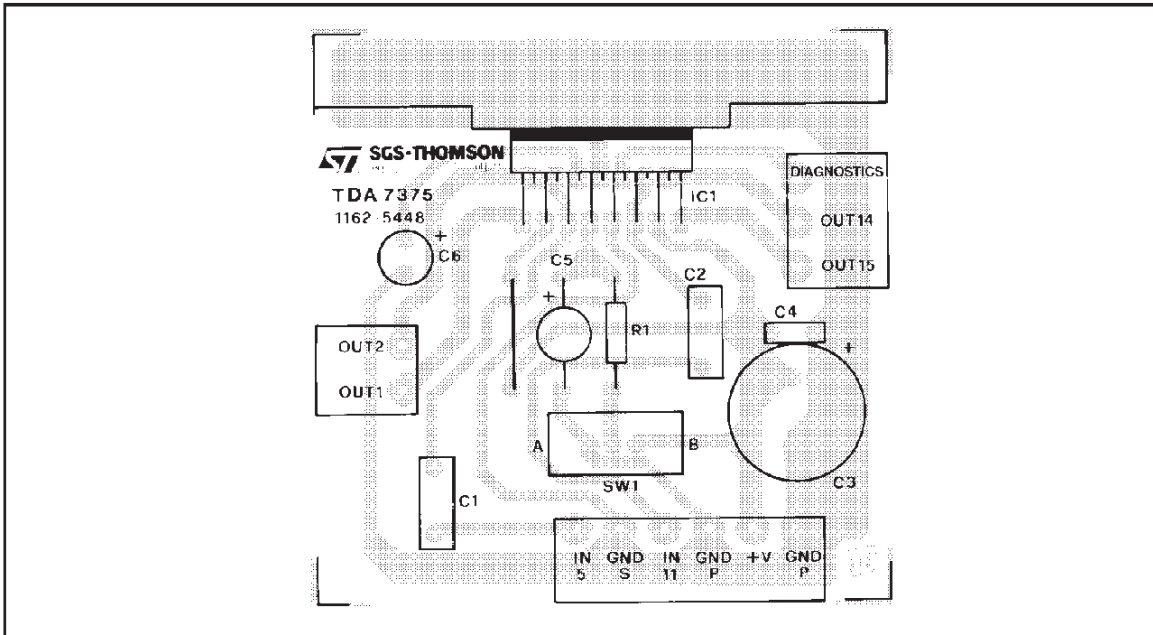 SGS-THOMSON
TDA 7375
1162 5448
+
C6
IC1
DIAGNOSTICS
OUT14
OUT15
C5
+
C2
R1
C4
+
OUT2
OUT1
A
B
SW1
C3
C1
IN GND IN GND +V GND
5 S 11 P P